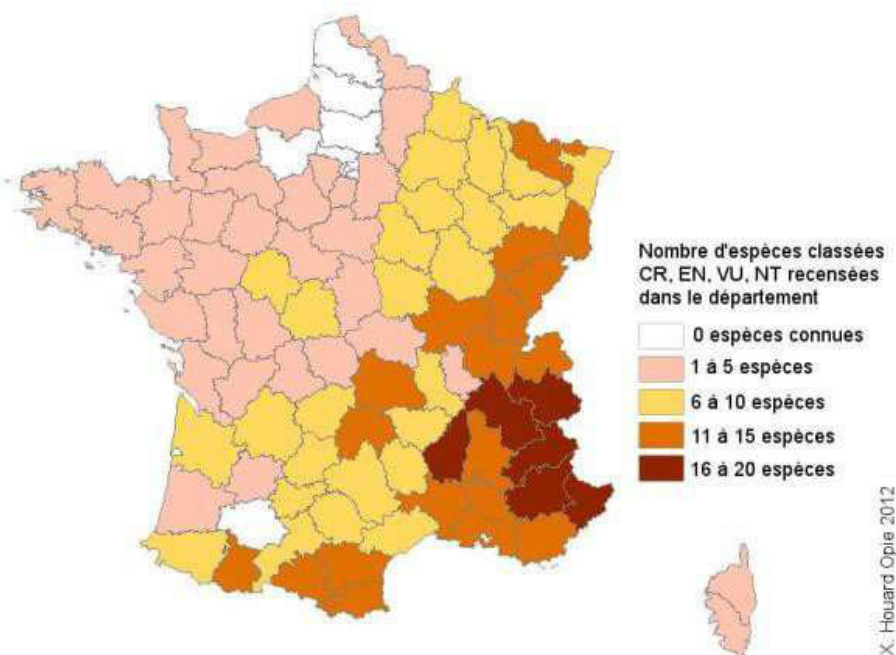 Nombre d'espèces classées
CR, EN, VU, NT recensées
dans le département
0 espèces connues
1 à 5 espèces
6 à 10 espèces
11 à 15 espèces
16 à 20 espèces
X. Houard Opie 2012